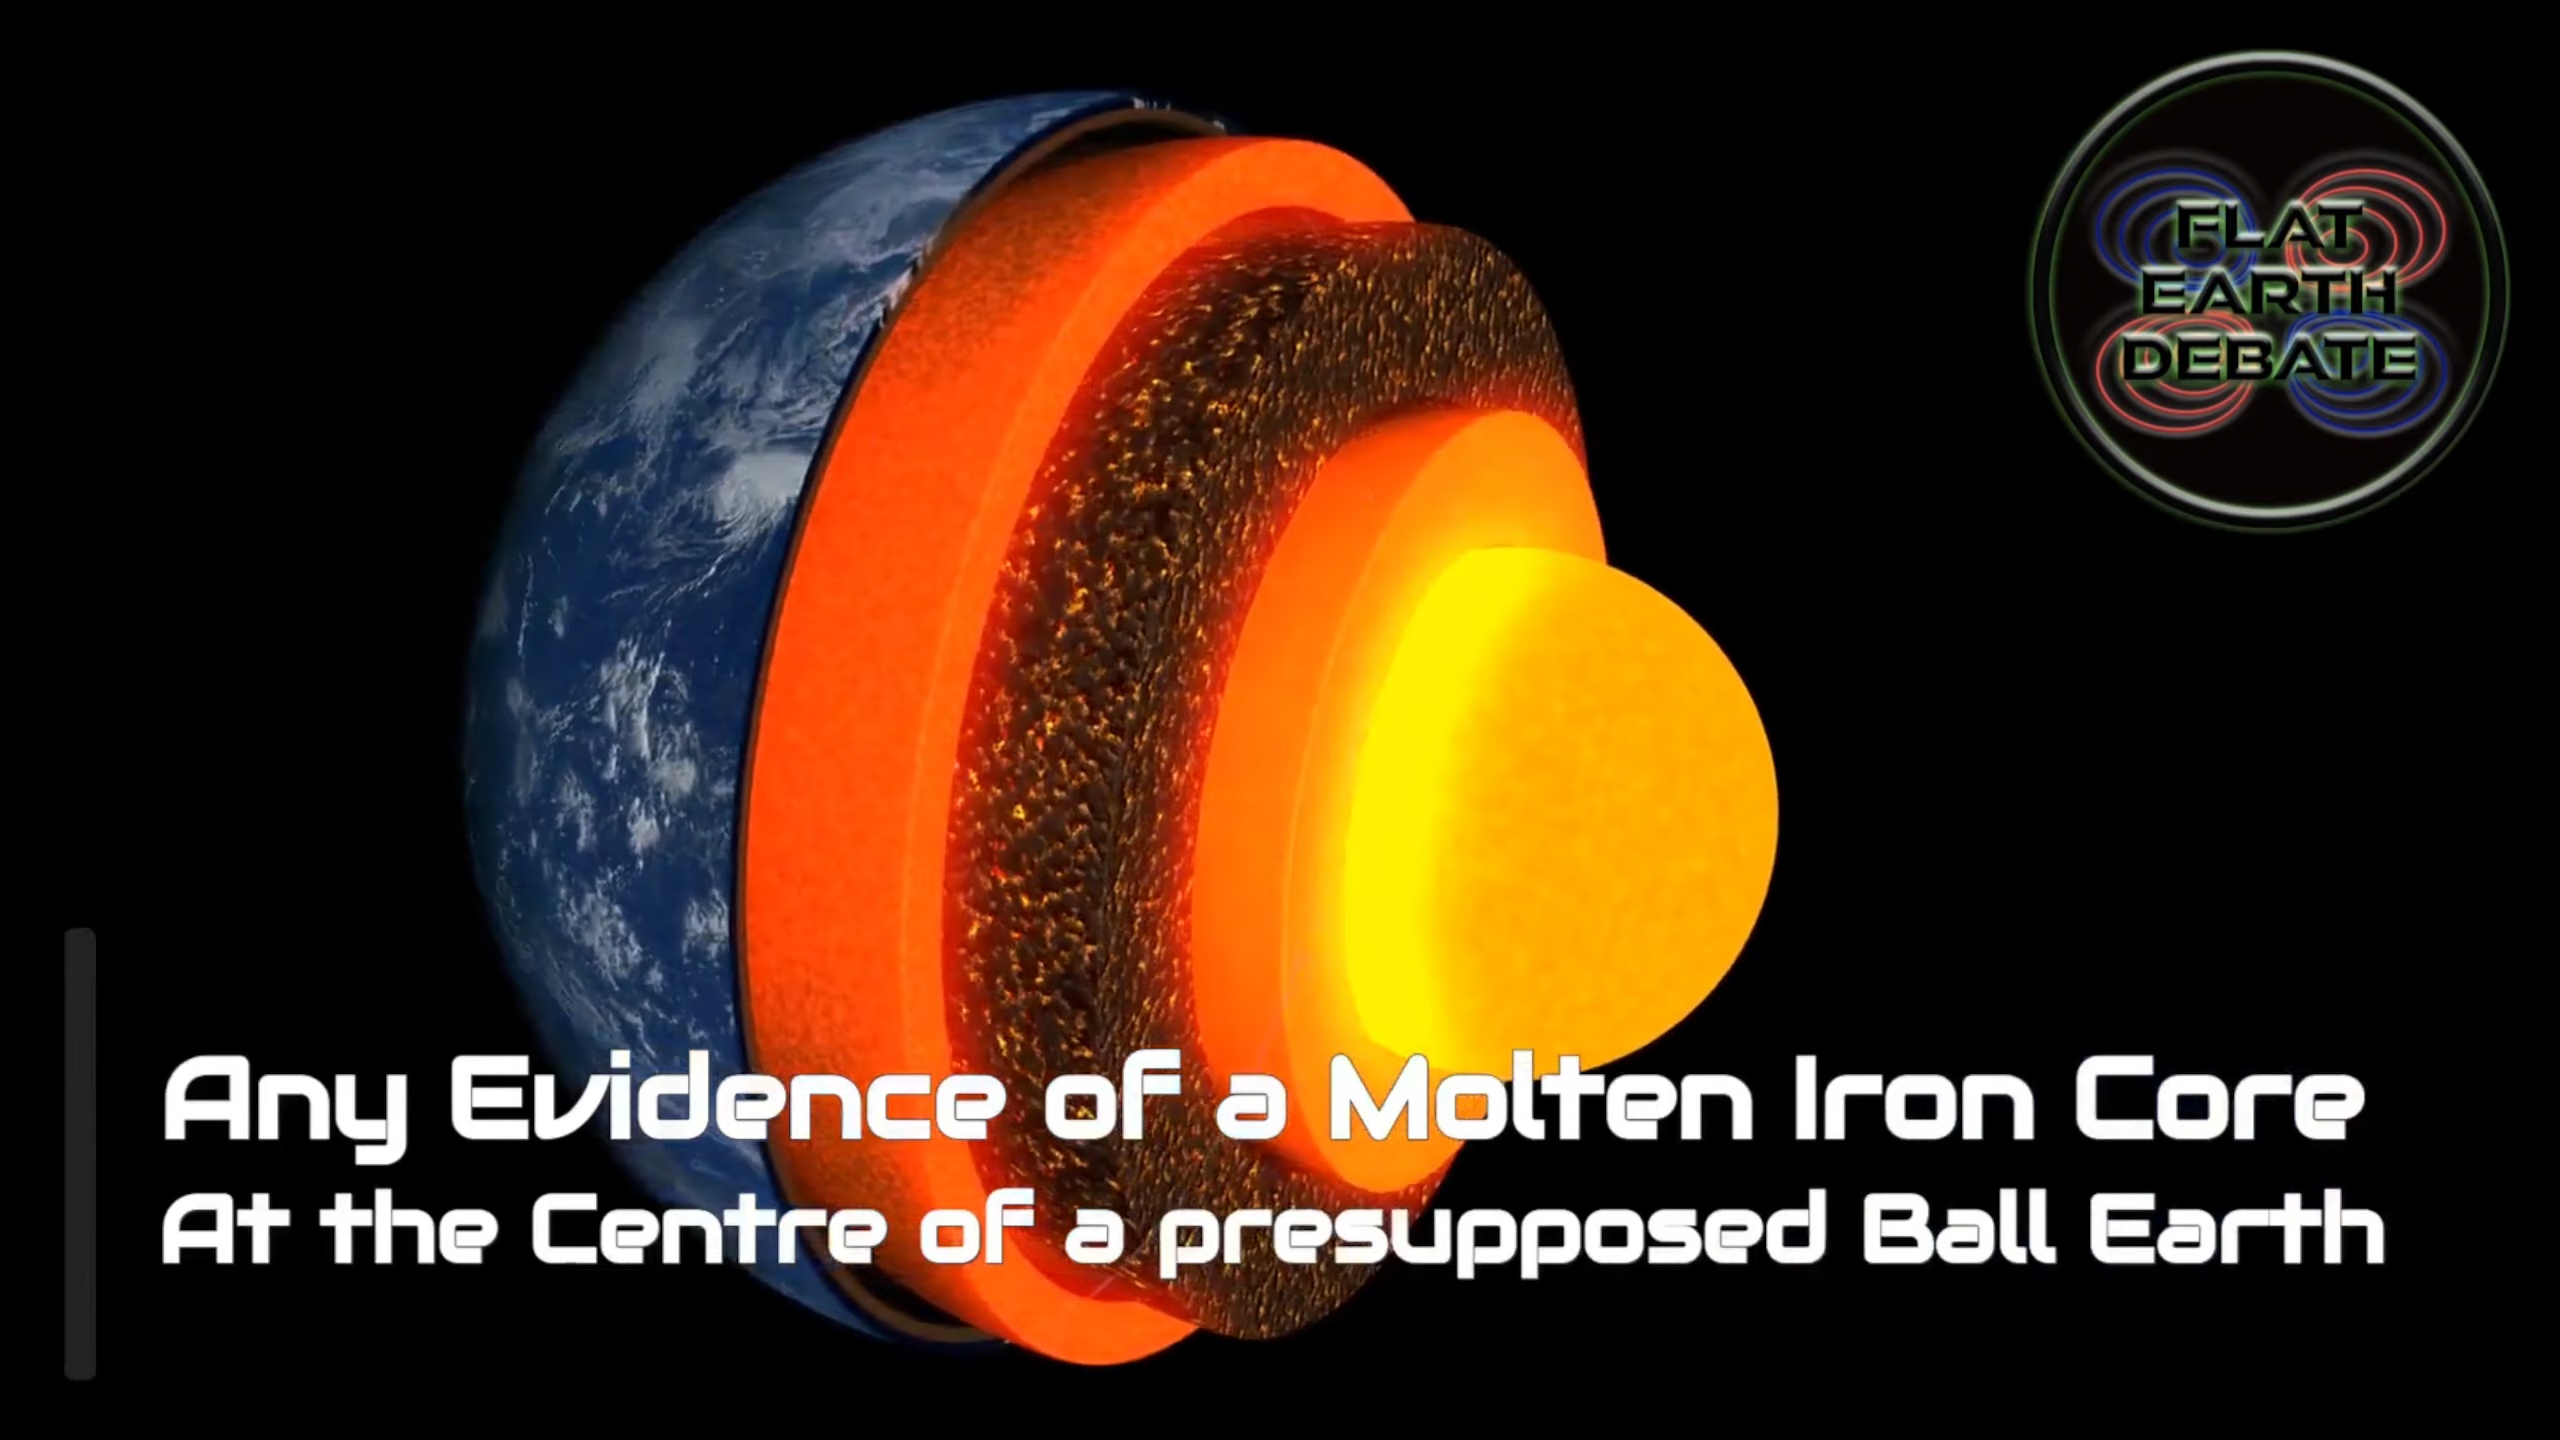 FLAT
EARTH
DEBATE
Any Evidence of a Molten Iron Core
At the Centre of a presupposed Ball Earth